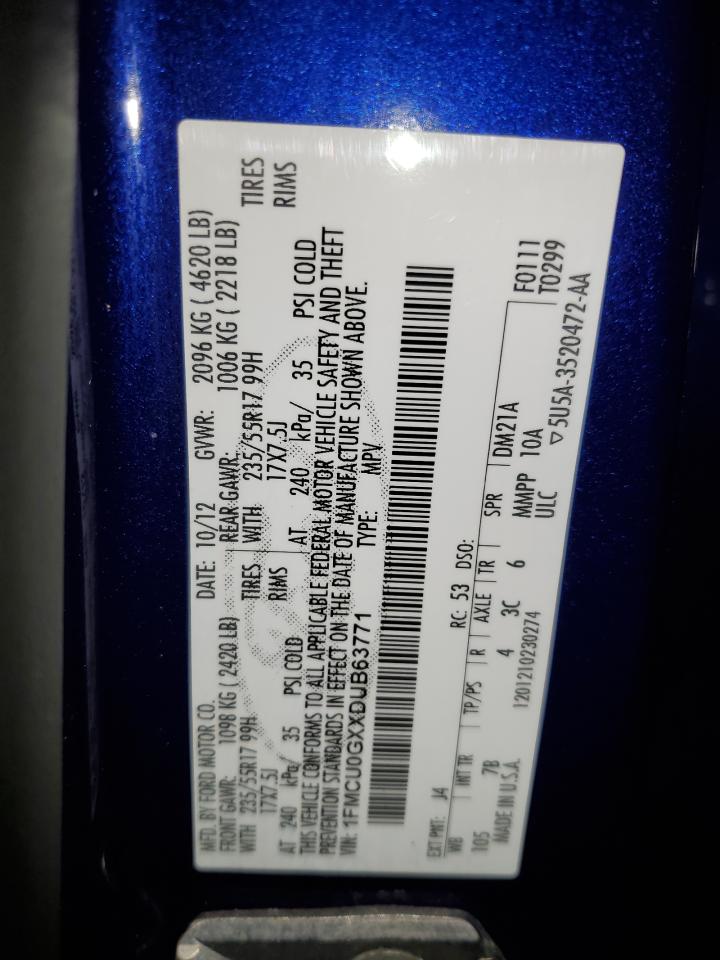 MFD. BY FORD MOTOR CO.
DATE: 10/12 GVWR: 2096 KG ( 4620 LB)
FRONT GAWR: 1098 KG ( 2420 LB) REAR GAWR: 1006 KG ( 2218 LB)
WITH 235/55R17 99H TIRES WITH 235/55R17 99H TIRES
17X7.5J RIMS 17X7.5J RIMS
AT 240 kPa/ 35 PSI COLD AT 240 kPa/ 35 PSI COLD
THIS VEHICLE CONFORMS TO ALL APPLICABLE FEDERAL MOTOR VEHICLE SAFETY AND THEFT
PREVENTION STANDARDS IN EFFECT ON THE DATE OF MANUFACTURE SHOWN ABOVE.
VIN: 1FMCU0GXXDUB63771 TYPE: MPV
EXT PNT: J4 RC: 53 DSO:
WB INT TR TP/PS R AXLE TR SPR DM21A F0111
105 7B 4 3C 6 MMPP 10A T0299
MADE IN U.S.A. 1201210230274 ULC ▽5U5A-3520472-AA